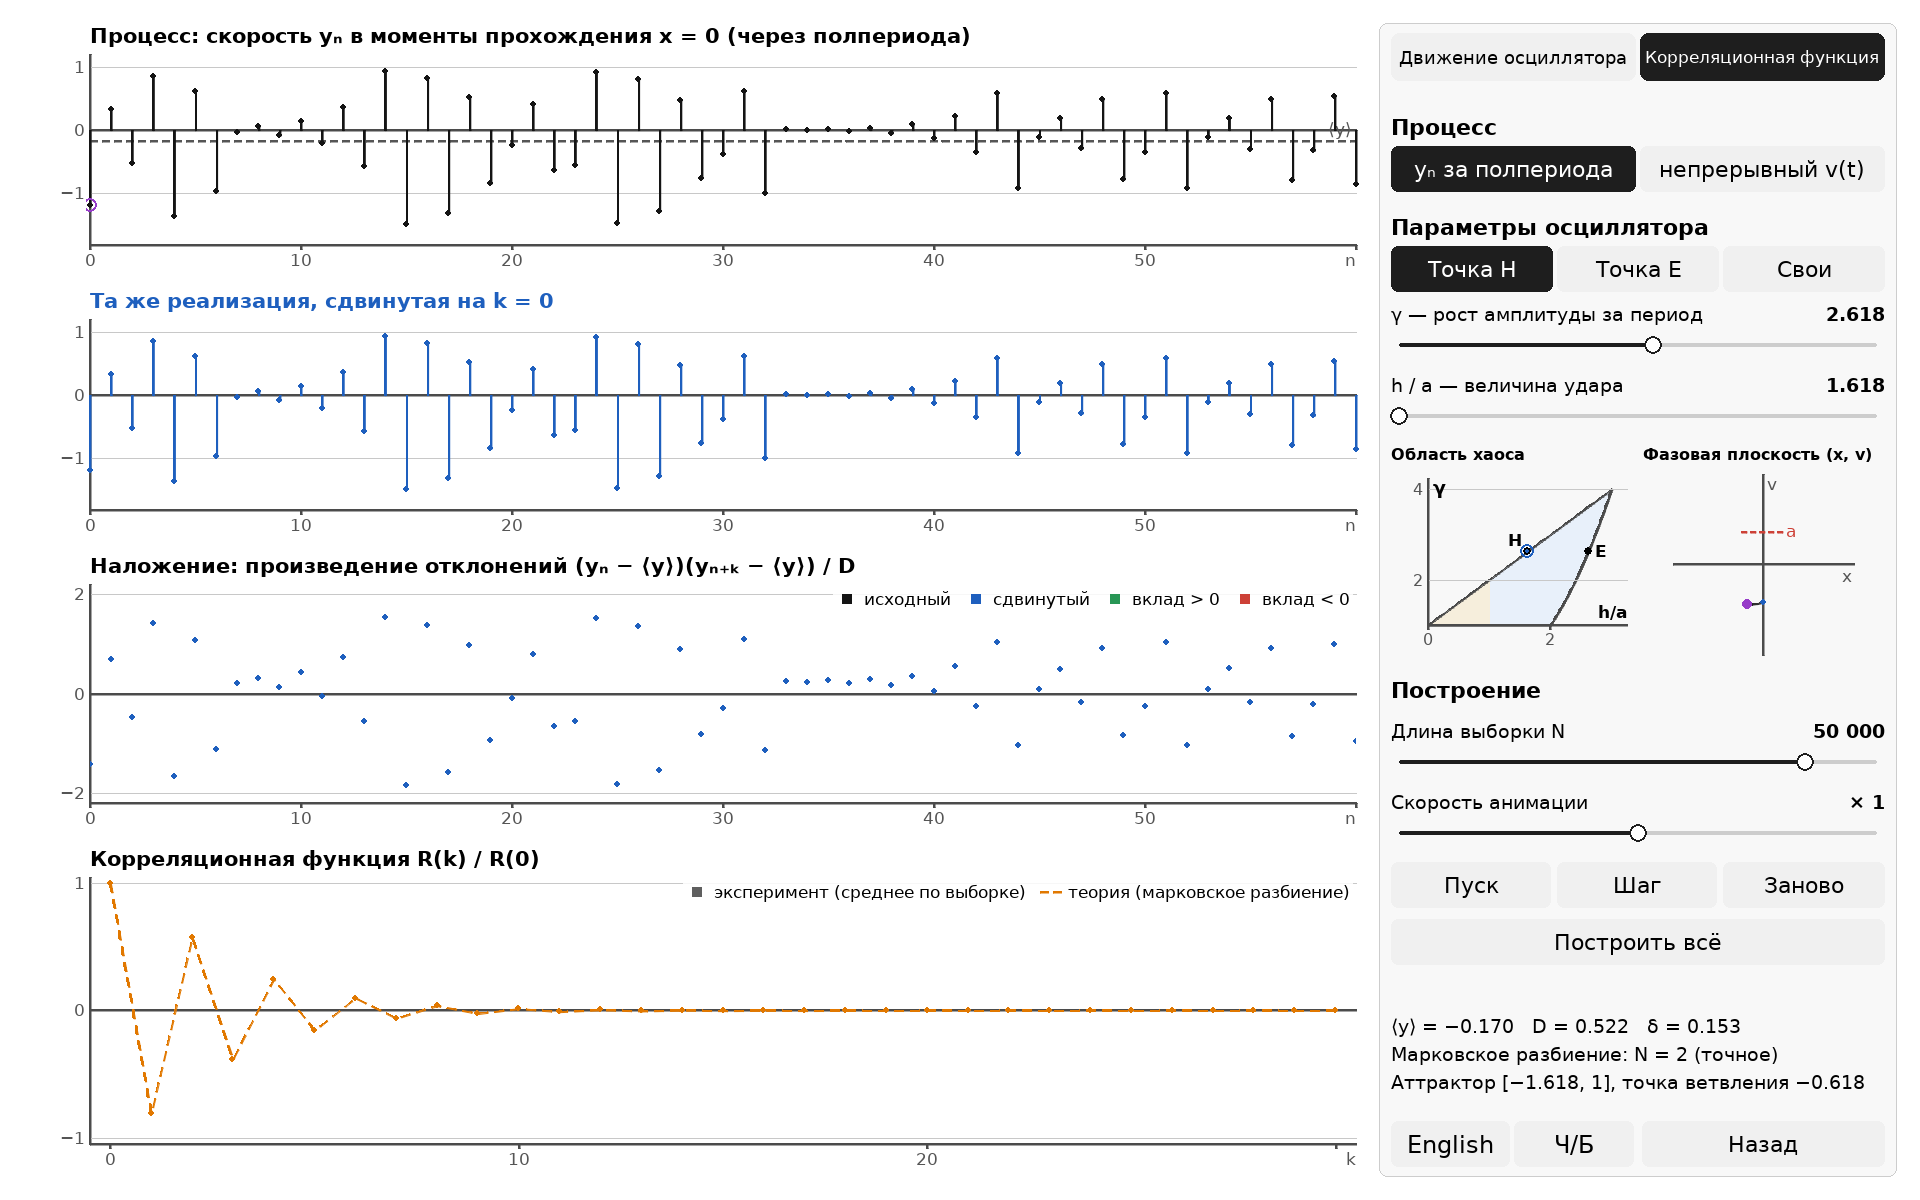 Процесс: скорость yₙ в моменты прохождения x = 0 (через полпериода)
1
0
−1
⟨y⟩
0 10 20 30 40 50 n
Та же реализация, сдвинутая на k = 0
1
0
−1
0 10 20 30 40 50 n
Наложение: произведение отклонений (yₙ − ⟨y⟩)(yₙ₊ₖ − ⟨y⟩) / D
2
0
−2
исходный сдвинутый вклад > 0 вклад < 0
0 10 20 30 40 50 n
Корреляционная функция R(k) / R(0)
1
0
−1
эксперимент (среднее по выборке) теория (марковское разбиение)
0 10 20 k
Движение осциллятора Корреляционная функция
Процесс
yₙ за полпериода непрерывный v(t)
Параметры осциллятора
Точка H Точка E Свои
γ — рост амплитуды за период 2.618
h / a — величина удара 1.618
Область хаоса Фазовая плоскость (x, v)
4 γ v
a
H E
2 x
h/a
0 2
Построение
Длина выборки N 50 000
Скорость анимации × 1
Пуск Шаг Заново
Построить всё
⟨y⟩ = −0.170 D = 0.522 δ = 0.153
Марковское разбиение: N = 2 (точное)
Аттрактор [−1.618, 1], точка ветвления −0.618
English Ч/Б Назад